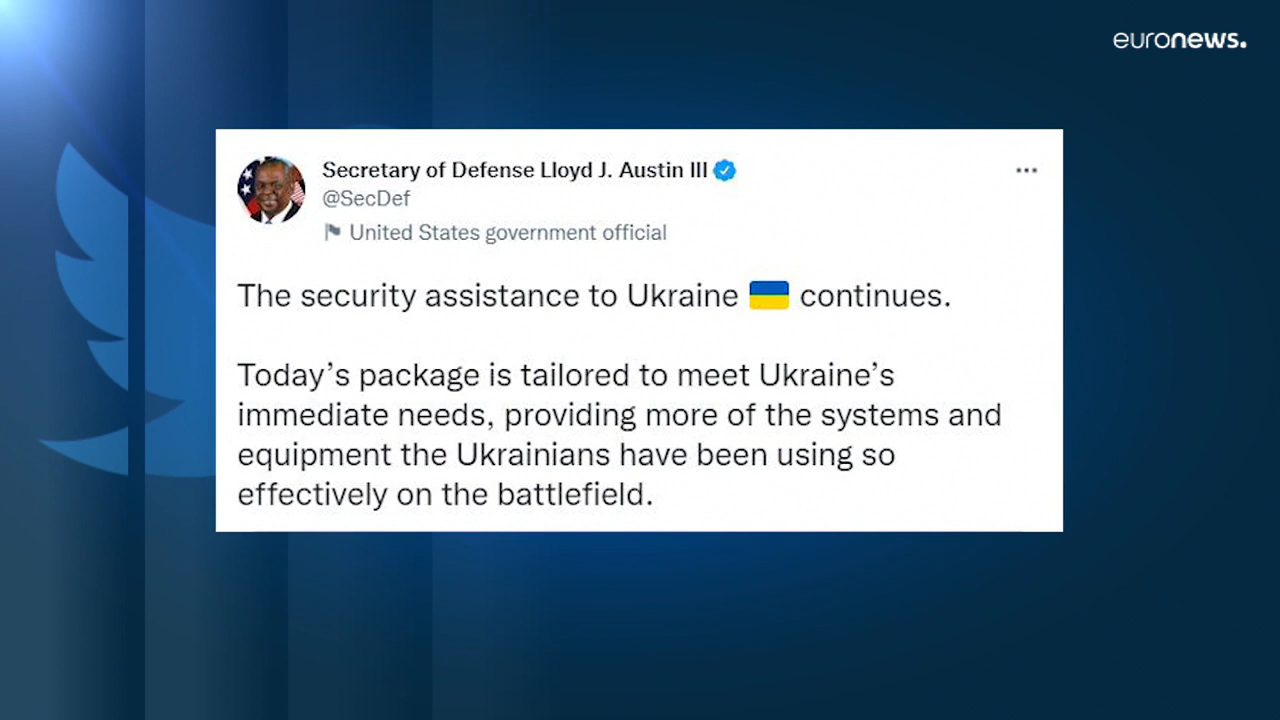 euronews.
Secretary of Defense Lloyd J. Austin III
@SecDef
United States government official
The security assistance to Ukraine 🇺🇦 continues.
Today’s package is tailored to meet Ukraine’s
immediate needs, providing more of the systems and
equipment the Ukrainians have been using so
effectively on the battlefield.